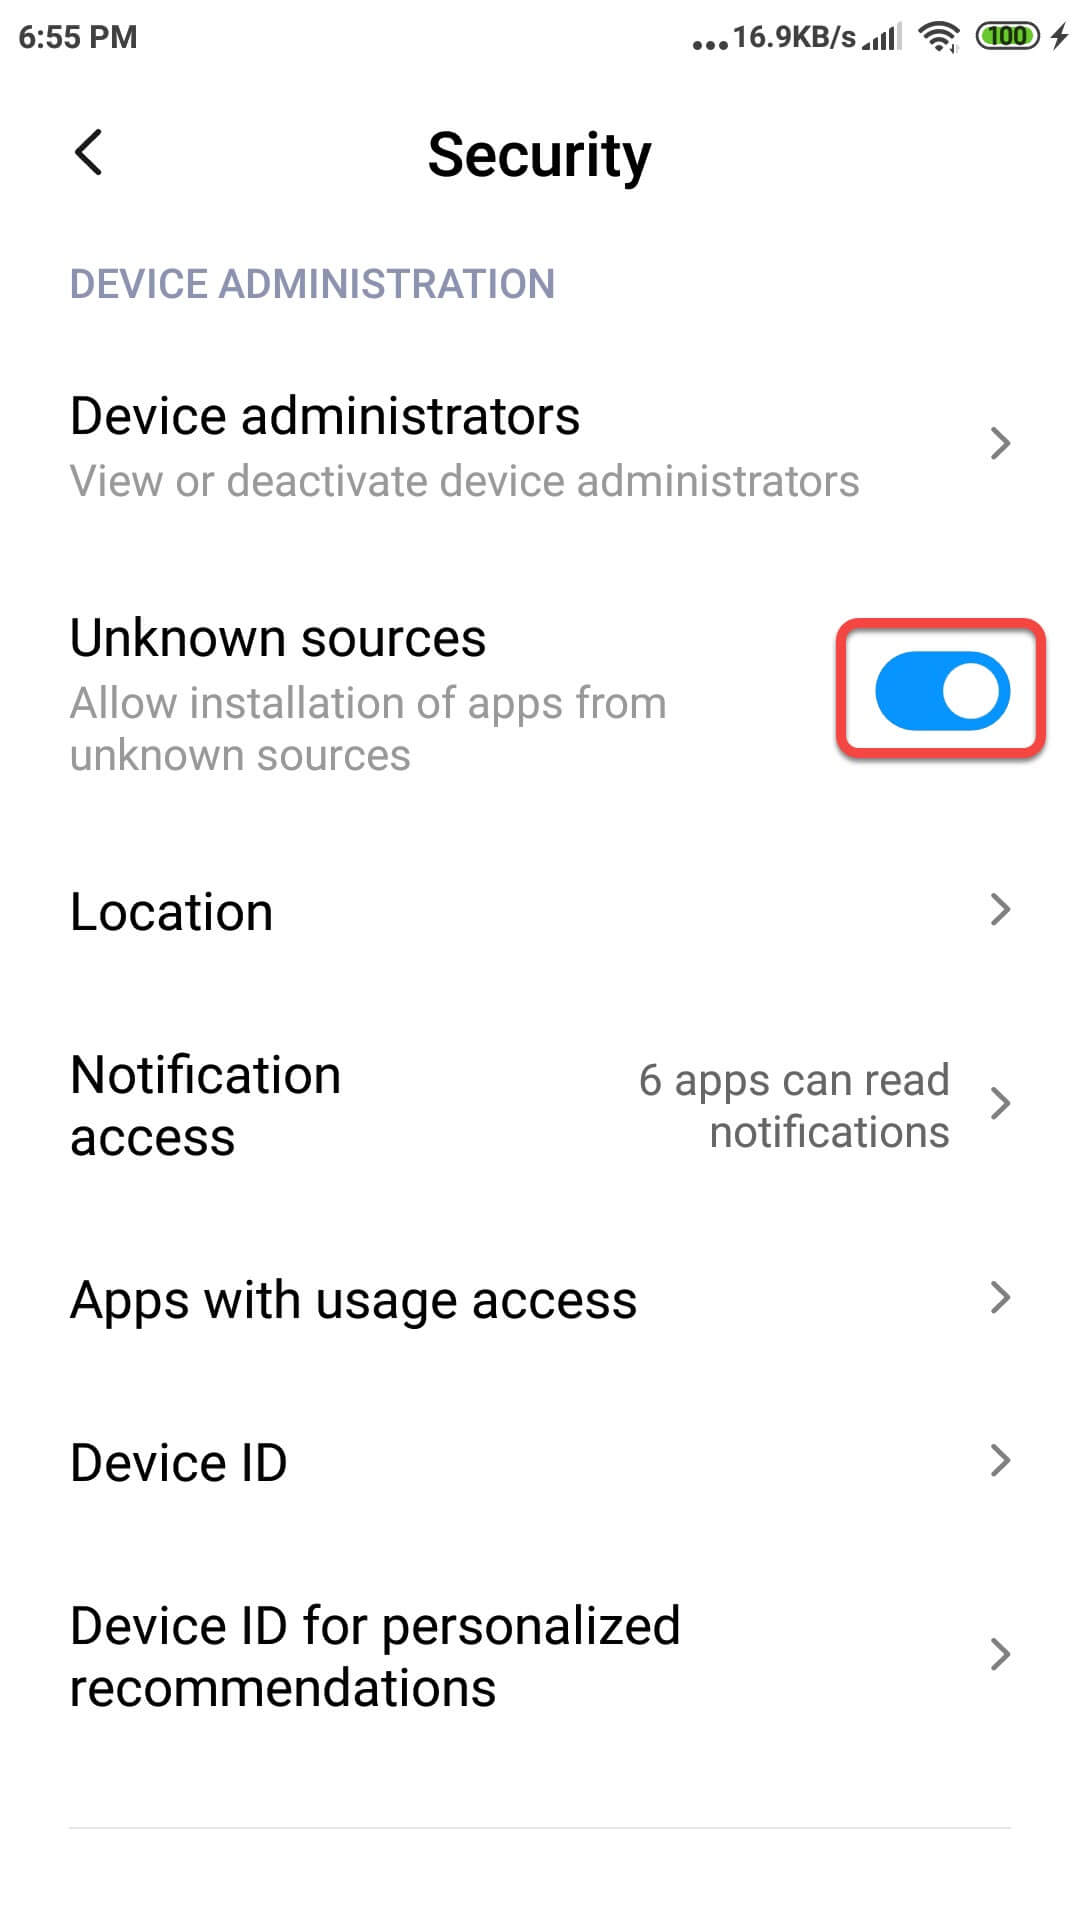 6:55 PM
...16.9KB/s
100
Security
DEVICE ADMINISTRATION
Device administrators
View or deactivate device administrators
Unknown sources
Allow installation of apps from
unknown sources
Location
Notification
access
6 apps can read
notifications
Apps with usage access
Device ID
Device ID for personalized
recommendations